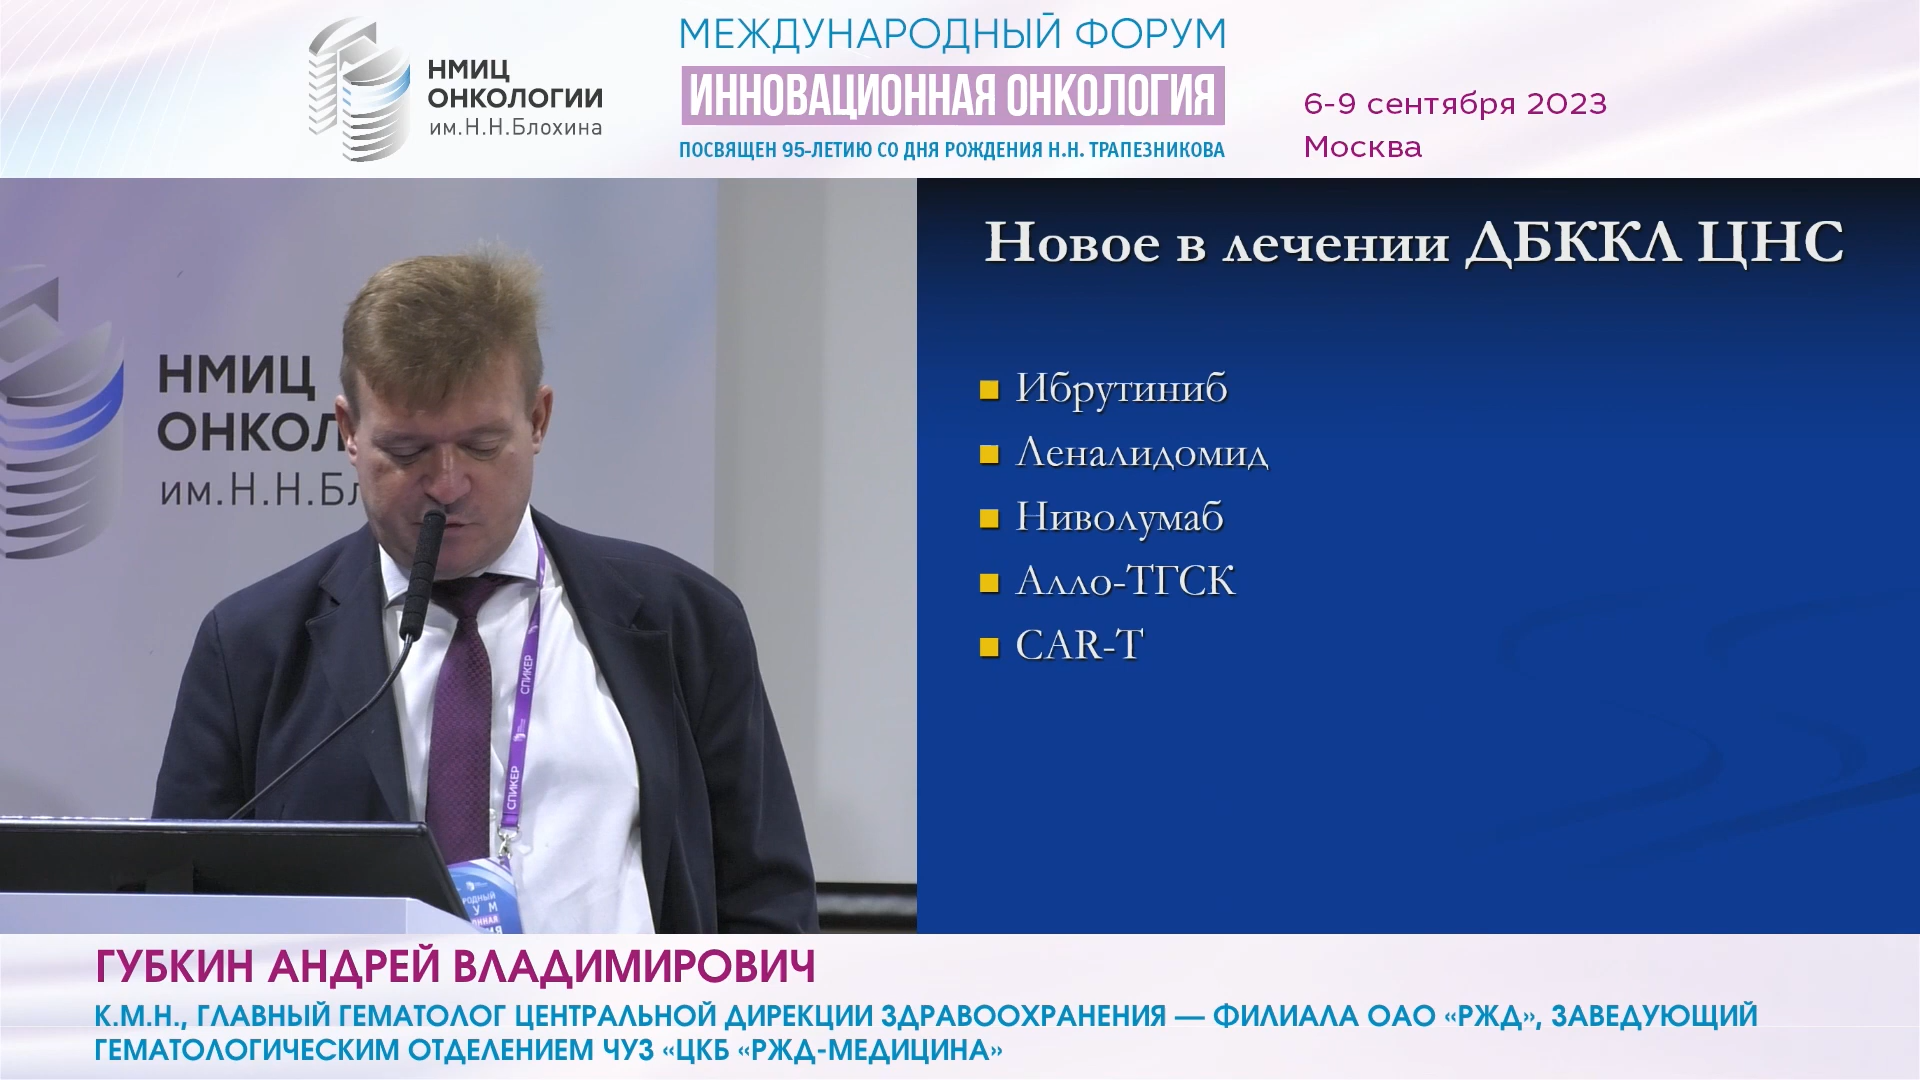 НМИЦ
ОНКОЛОГИИ
им.Н.Н.Блохина
МЕЖДУНАРОДНЫЙ ФОРУМ
ИННОВАЦИОННАЯ ОНКОЛОГИЯ
ПОСВЯЩЕН 95-ЛЕТИЮ СО ДНЯ РОЖДЕНИЯ Н.Н. ТРАПЕЗНИКОВА
6-9 сентября 2023
Москва
НМИЦ
ОНКОЛ
им.Н.Н.Бл
СПИКЕР
СПИКЕР
Новое в лечении ДБККЛ ЦНС
Ибрутиниб
Леналидомид
Ниволумаб
Алло-ТГСК
CAR-T
ГУБКИН АНДРЕЙ ВЛАДИМИРОВИЧ
К.М.Н., ГЛАВНЫЙ ГЕМАТОЛОГ ЦЕНТРАЛЬНОЙ ДИРЕКЦИИ ЗДРАВООХРАНЕНИЯ — ФИЛИАЛА ОАО «РЖД», ЗАВЕДУЮЩИЙ
ГЕМАТОЛОГИЧЕСКИМ ОТДЕЛЕНИЕМ ЧУЗ «ЦКБ «РЖД-МЕДИЦИНА»